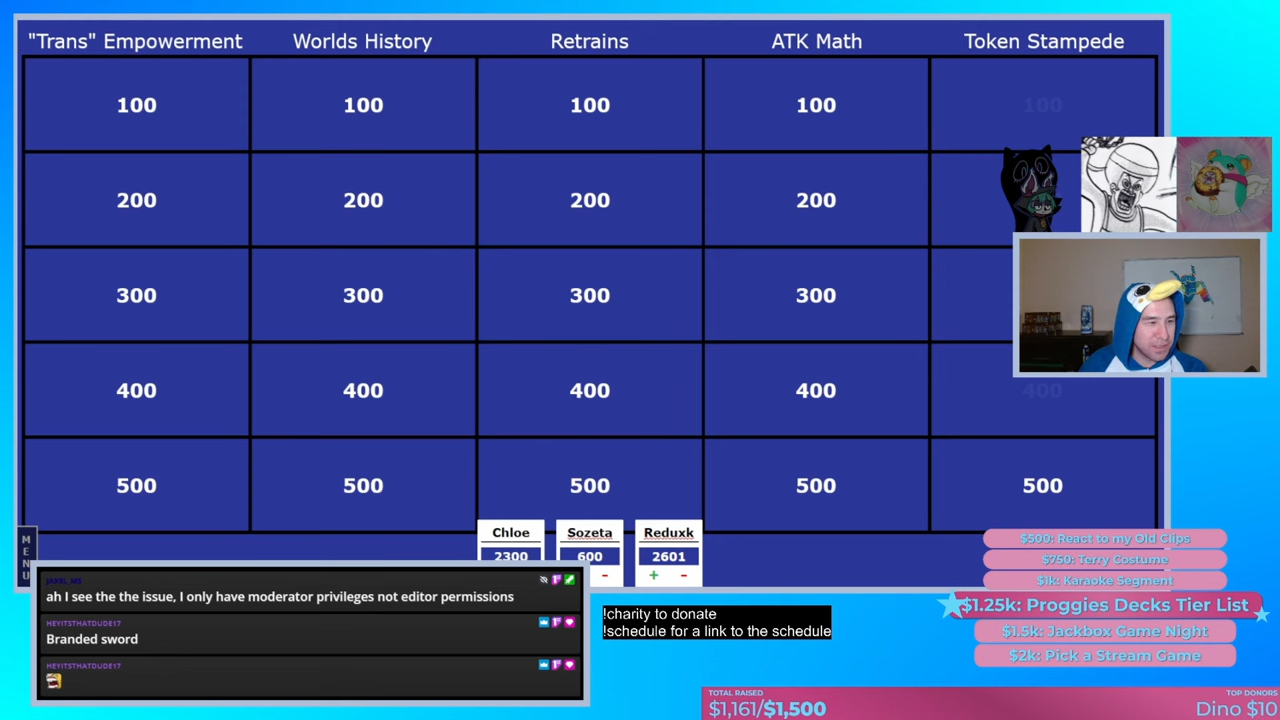 "Trans" Empowerment
Worlds History
Retrains
ATK Math
Token Stampede
100
100
100
100
100
200
200
200
200
300
300
300
300
400
400
400
400
400
500
500
500
500
500
MENU
Chloe
2300
Sozeta
600
-
Reduxk
2601
+ -
ah I see the the issue, I only have moderator privileges not editor permissions
HEYITSTHATDUDE17
Branded sword
HEYITSTHATDUDE17
!charity to donate
!schedule for a link to the schedule
$500: React to my Old Clips
$750: Terry Costume
$1k: Karaoke Segment
$1.25k: Proggies Decks Tier List
$1.5k: Jackbox Game Night
$2k: Pick a Stream Game
TOTAL RAISED
$1,161/$1,500
TOP DONORS
Dino $10